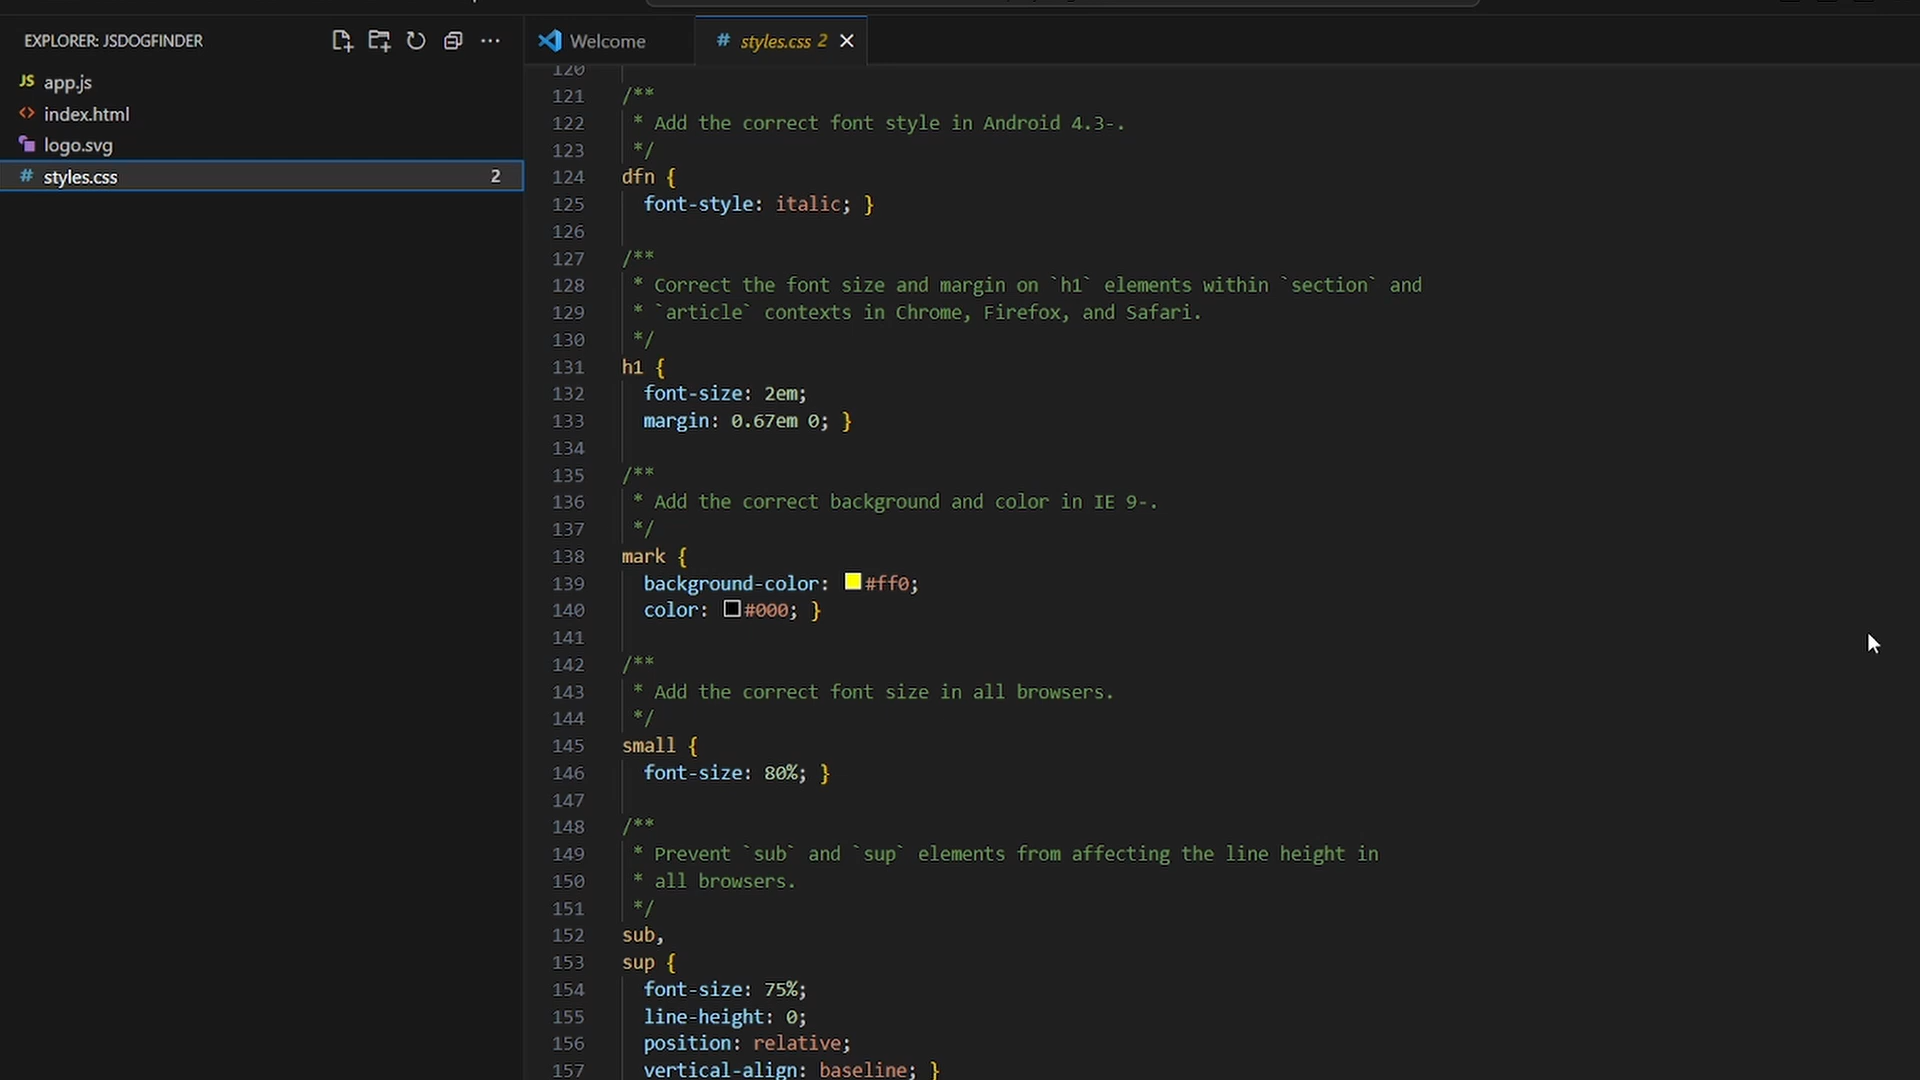 EXPLORER: JSDOGFINDER
JS app.js
<> index.html
logo.svg
# styles.css 2
Welcome
# styles.css 2
120
121 /**
122 * Add the correct font style in Android 4.3-.
123 */
124 dfn {
125 font-style: italic; }
126
127 /**
128 * Correct the font size and margin on `h1` elements within `section` and
129 * `article` contexts in Chrome, Firefox, and Safari.
130 */
131 h1 {
132 font-size: 2em;
133 margin: 0.67em 0; }
134
135 /**
136 * Add the correct background and color in IE 9-.
137 */
138 mark {
139 background-color: #ff0;
140 color: #000; }
141
142 /**
143 * Add the correct font size in all browsers.
144 */
145 small {
146 font-size: 80%; }
147
148 /**
149 * Prevent `sub` and `sup` elements from affecting the line height in
150 * all browsers.
151 */
152 sub,
153 sup {
154 font-size: 75%;
155 line-height: 0;
156 position: relative;
157 vertical-align: baseline; }